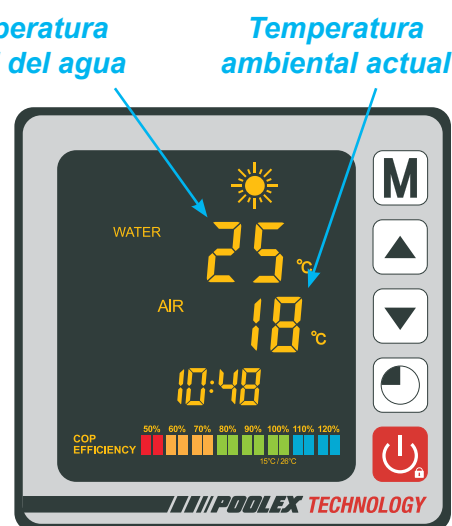 Temperatura
del agua
Temperatura
ambiental actual
M
WATER
25 °C
AIR
18 °C
10:48
50% 60% 70% 80% 90% 100% 110% 120%
COP
EFFICIENCY
15°C / 26°C
POOLEX TECHNOLOGY